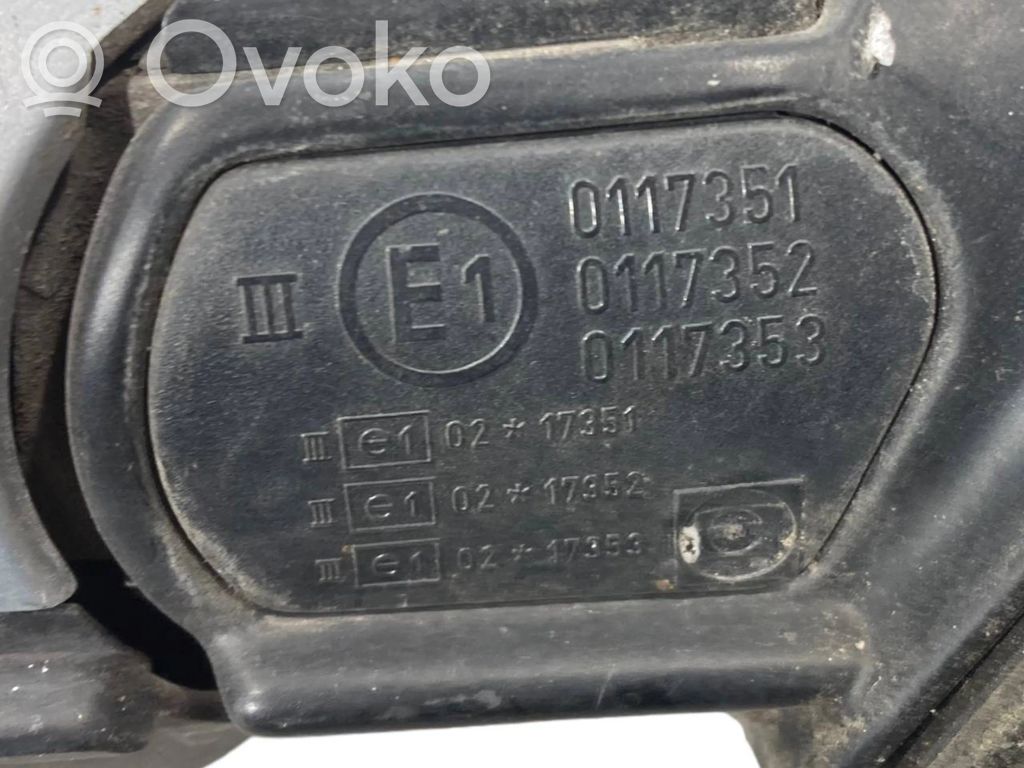 Ovoko
0117351
III E1 0117352
0117353
III e1 02*17351
III e1 02*17352
III e1 02*17353